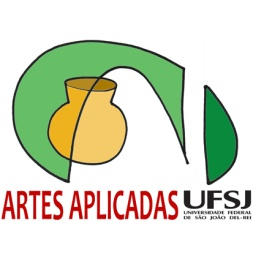 ARTES APLICADAS UFSJ
UNIVERSIDADE FEDERAL
DE SÃO JOÃO DEL-REI